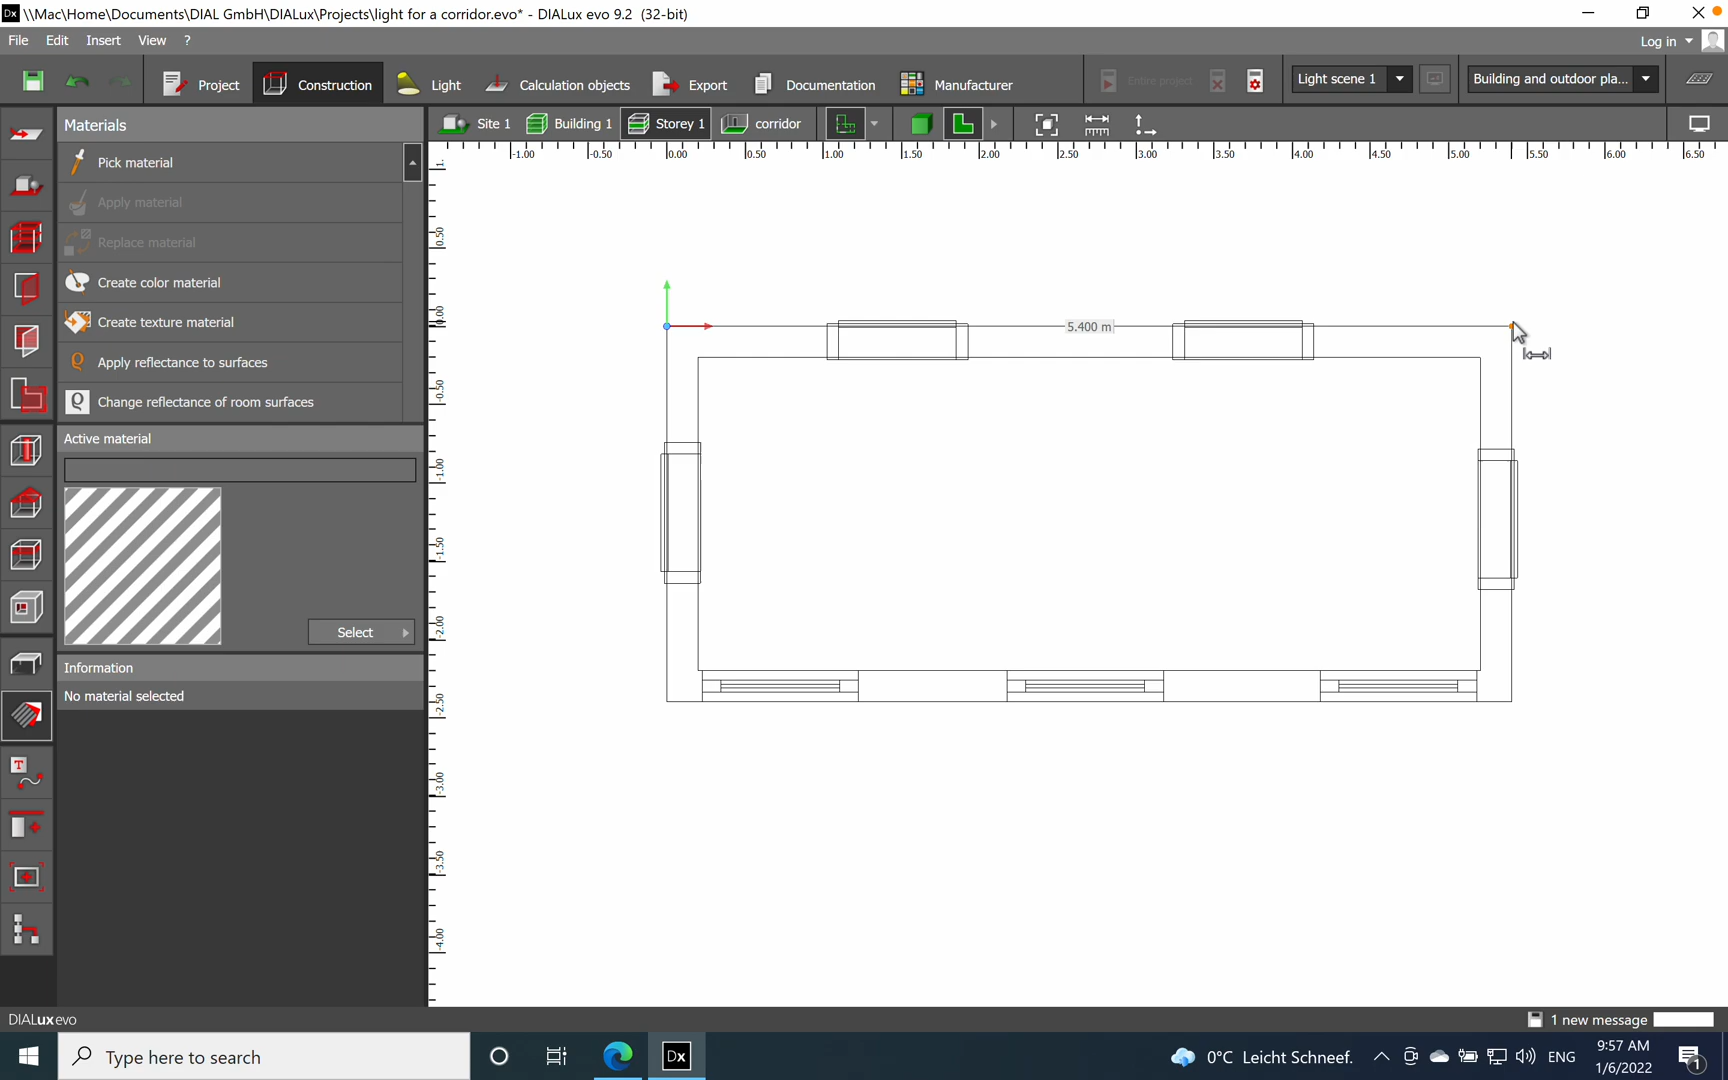 \\Mac\Home\Documents\DIAL GmbH\DIALux\Projects\light for a corridor.evo* - DIALux evo 9.2 (32-bit)
File Edit Insert View ?
Log in
Project Construction Light Calculation objects Export Documentation Manufacturer Entire project Light scene 1 Building and outdoor pla...
Materials
Site 1 Building 1 Storey 1 corridor
-1.00 -0.50 0.00 0.50 1.00 1.50 2.00 2.50 3.00 3.50 4.00 4.50 5.00 5.50 6.00 6.50
Pick material
Apply material
Replace material
Create color material
Create texture material
Apply reflectance to surfaces
Change reflectance of room surfaces
Active material
Select
Information
No material selected
1.
0.50
0.00
-0.50
-1.00
-1.50
-2.00
-2.50
-3.00
-3.50
-4.00
5.400 m
DIALux evo
1 new message
Type here to search
Dx
0°C Leicht Schneef.
ENG
9:57 AM
1/6/2022
1